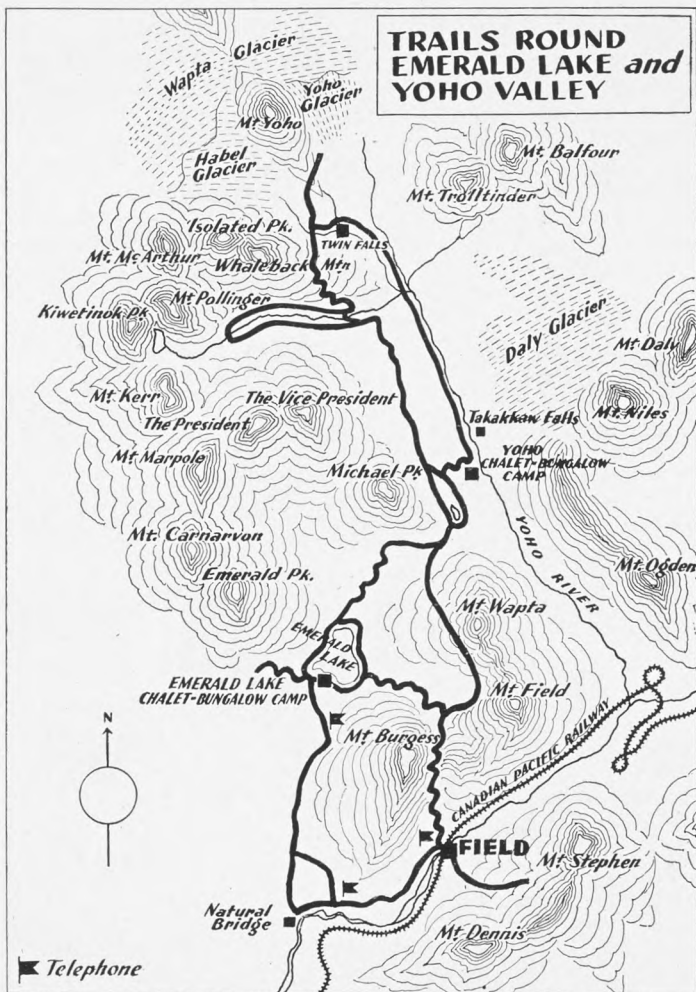 TRAILS ROUND
EMERALD LAKE and
YOHO VALLEY
Wapta Glacier
Yoho
Glacier
Mt. Yoho
Habel
Glacier
Mt. Balfour
Mt. Trolltinder
Isolated Pk.
Mt. McArthur
TWIN FALLS
Whaleback Mtn
Mt. Pollinger
Kiwetinok Pk
Daly Glacier
Mt. Daly
Mt. Kerr
The Vice President
Mt. Niles
The President
Takakkaw Falls
Mt. Marpole
Michael Pk.
YOHO
CHALET-BUNGALOW
CAMP
YOHO RIVER
Mt. Carnarvon
Mt. Ogden
Emerald Pk.
Mt. Wapta
EMERALD
LAKE
EMERALD LAKE
CHALET-BUNGALOW CAMP
Mt. Field
N
Mt. Burgess
CANADIAN PACIFIC RAILWAY
FIELD
Mt. Stephen
Natural
Bridge
Mt. Dennis
Telephone